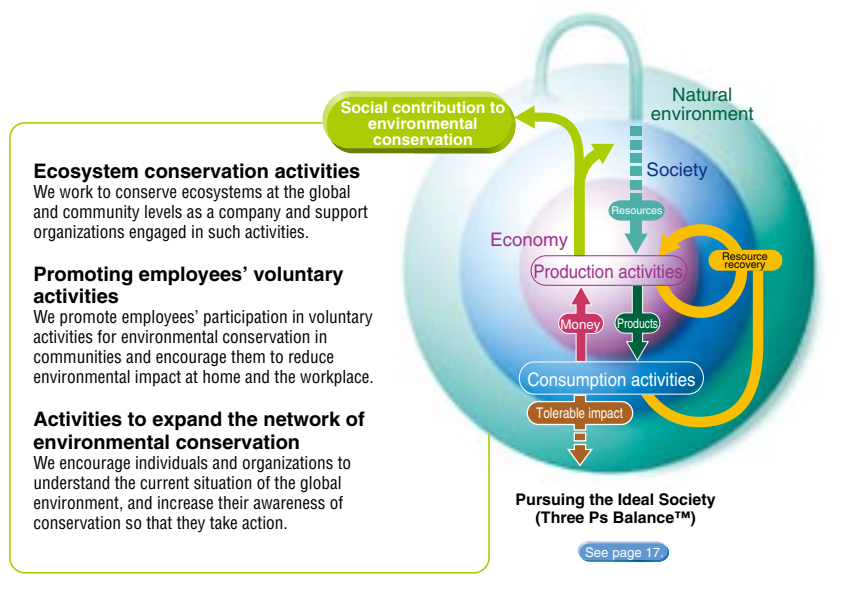 Social contribution to
environmental
conservation
Ecosystem conservation activities
We work to conserve ecosystems at the global
and community levels as a company and support
organizations engaged in such activities.
Promoting employees’ voluntary
activities
We promote employees’ participation in voluntary
activities for environmental conservation in
communities and encourage them to reduce
environmental impact at home and the workplace.
Activities to expand the network of
environmental conservation
We encourage individuals and organizations to
understand the current situation of the global
environment, and increase their awareness of
conservation so that they take action.
Natural
environment
Society
Resources
Economy
Resource
recovery
Production activities
Money
Products
Consumption activities
Tolerable impact
Pursuing the Ideal Society
(Three Ps Balance™)
See page 17.